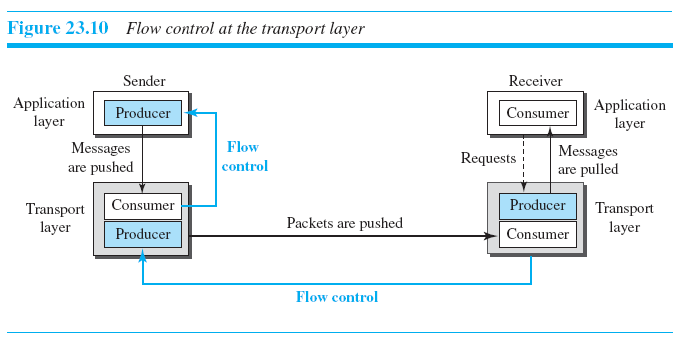 Figure 23.10 Flow control at the transport layer
Sender
Receiver
Application
layer
Producer
Consumer
Application
layer
Messages
are pushed
Flow
control
Requests
Messages
are pulled
Transport
layer
Consumer
Producer
Packets are pushed
Producer
Consumer
Transport
layer
Flow control